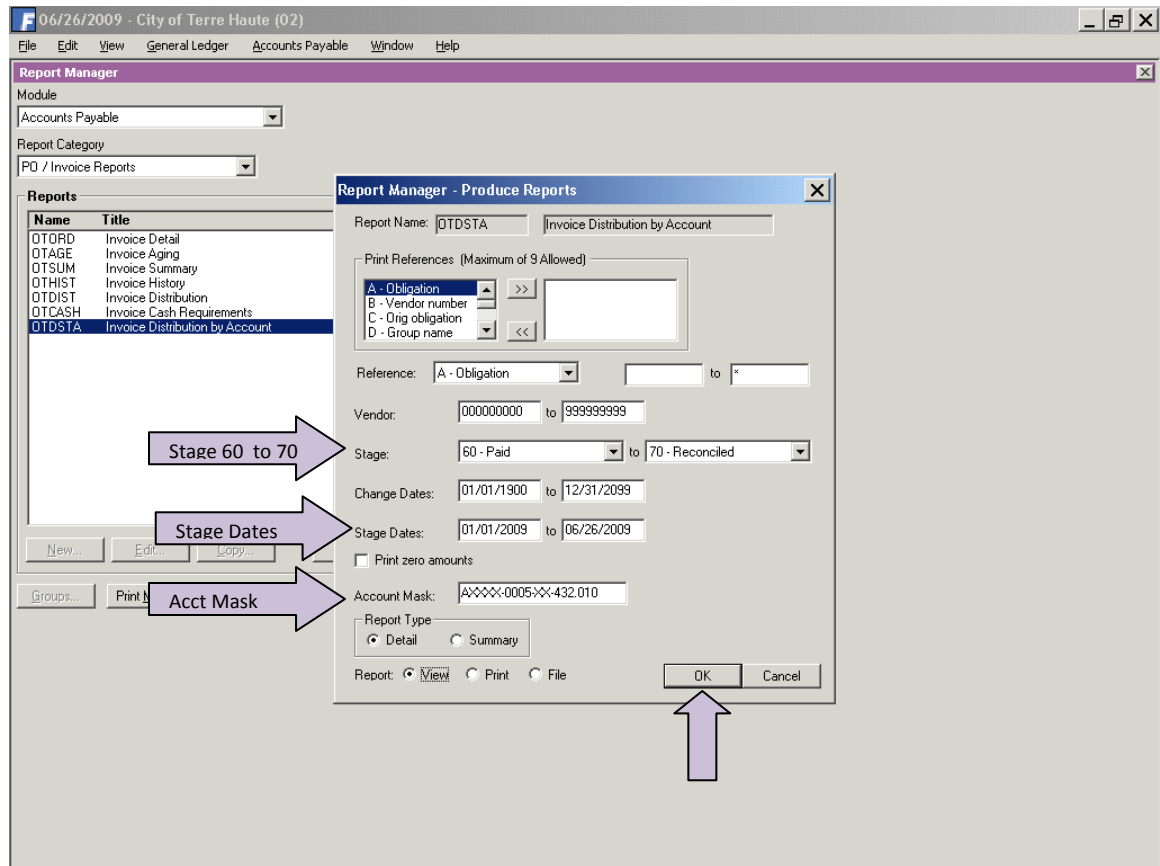 06/26/2009 - City of Terre Haute (02)
File Edit View General Ledger Accounts Payable Window Help
Report Manager
Module
Accounts Payable
Report Category
PO / Invoice Reports
Reports
Name Title
OTORD Invoice Detail
OTAGE Invoice Aging
OTSUM Invoice Summary
OTHIST Invoice History
OTDIST Invoice Distribution
OTCASH Invoice Cash Requirements
OTDSTA Invoice Distribution by Account
New... Edit... Copy...
Groups... Print
Report Manager - Produce Reports
Report Name: OTDSTA Invoice Distribution by Account
Print References (Maximum of 9 Allowed)
A - Obligation >>
B - Vendor number
C - Orig obligation
D - Group name <<
Reference: A - Obligation to *
Vendor: 000000000 to 999999999
Stage 60 to 70
Stage: 60 - Paid to 70 - Reconciled
Change Dates: 01/01/1900 to 12/31/2099
Stage Dates
Stage Dates: 01/01/2009 to 06/26/2009
Print zero amounts
Acct Mask
Account Mask: AXXXX-0005-XX-432.010
Report Type
Detail Summary
Report: View Print File OK Cancel